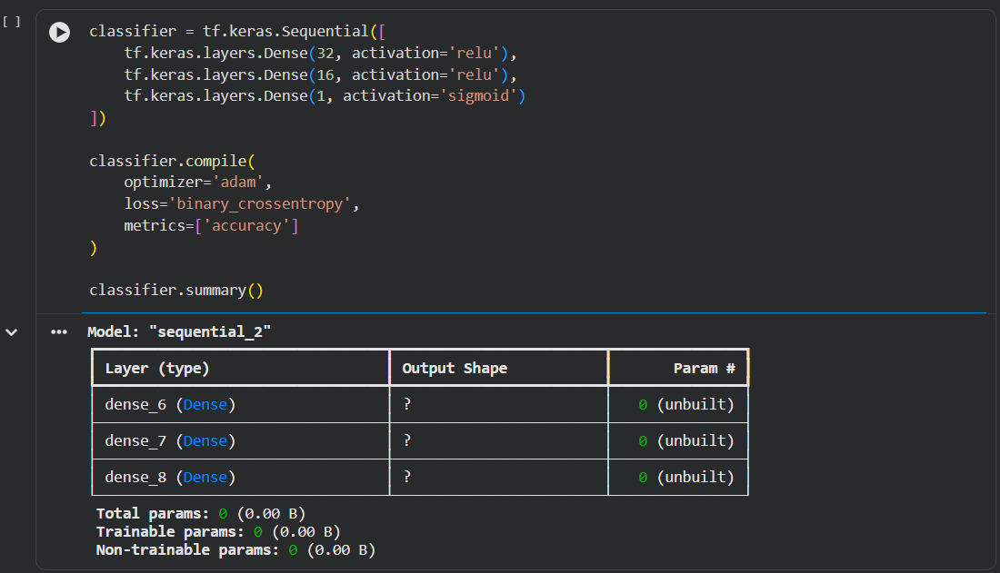 [ ]
classifier = tf.keras.Sequential([
    tf.keras.layers.Dense(32, activation='relu'),
    tf.keras.layers.Dense(16, activation='relu'),
    tf.keras.layers.Dense(1, activation='sigmoid')
])
classifier.compile(
    optimizer='adam',
    loss='binary_crossentropy',
    metrics=['accuracy']
)
classifier.summary()
Model: "sequential_2"
Layer (type) Output Shape Param #
dense_6 (Dense) ? 0 (unbuilt)
dense_7 (Dense) ? 0 (unbuilt)
dense_8 (Dense) ? 0 (unbuilt)
Total params: 0 (0.00 B)
Trainable params: 0 (0.00 B)
Non-trainable params: 0 (0.00 B)